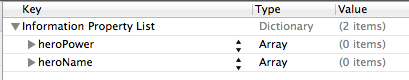 Key Type Value
Information Property List Dictionary (2 items)
heroPower Array (0 items)
heroName Array (0 items)